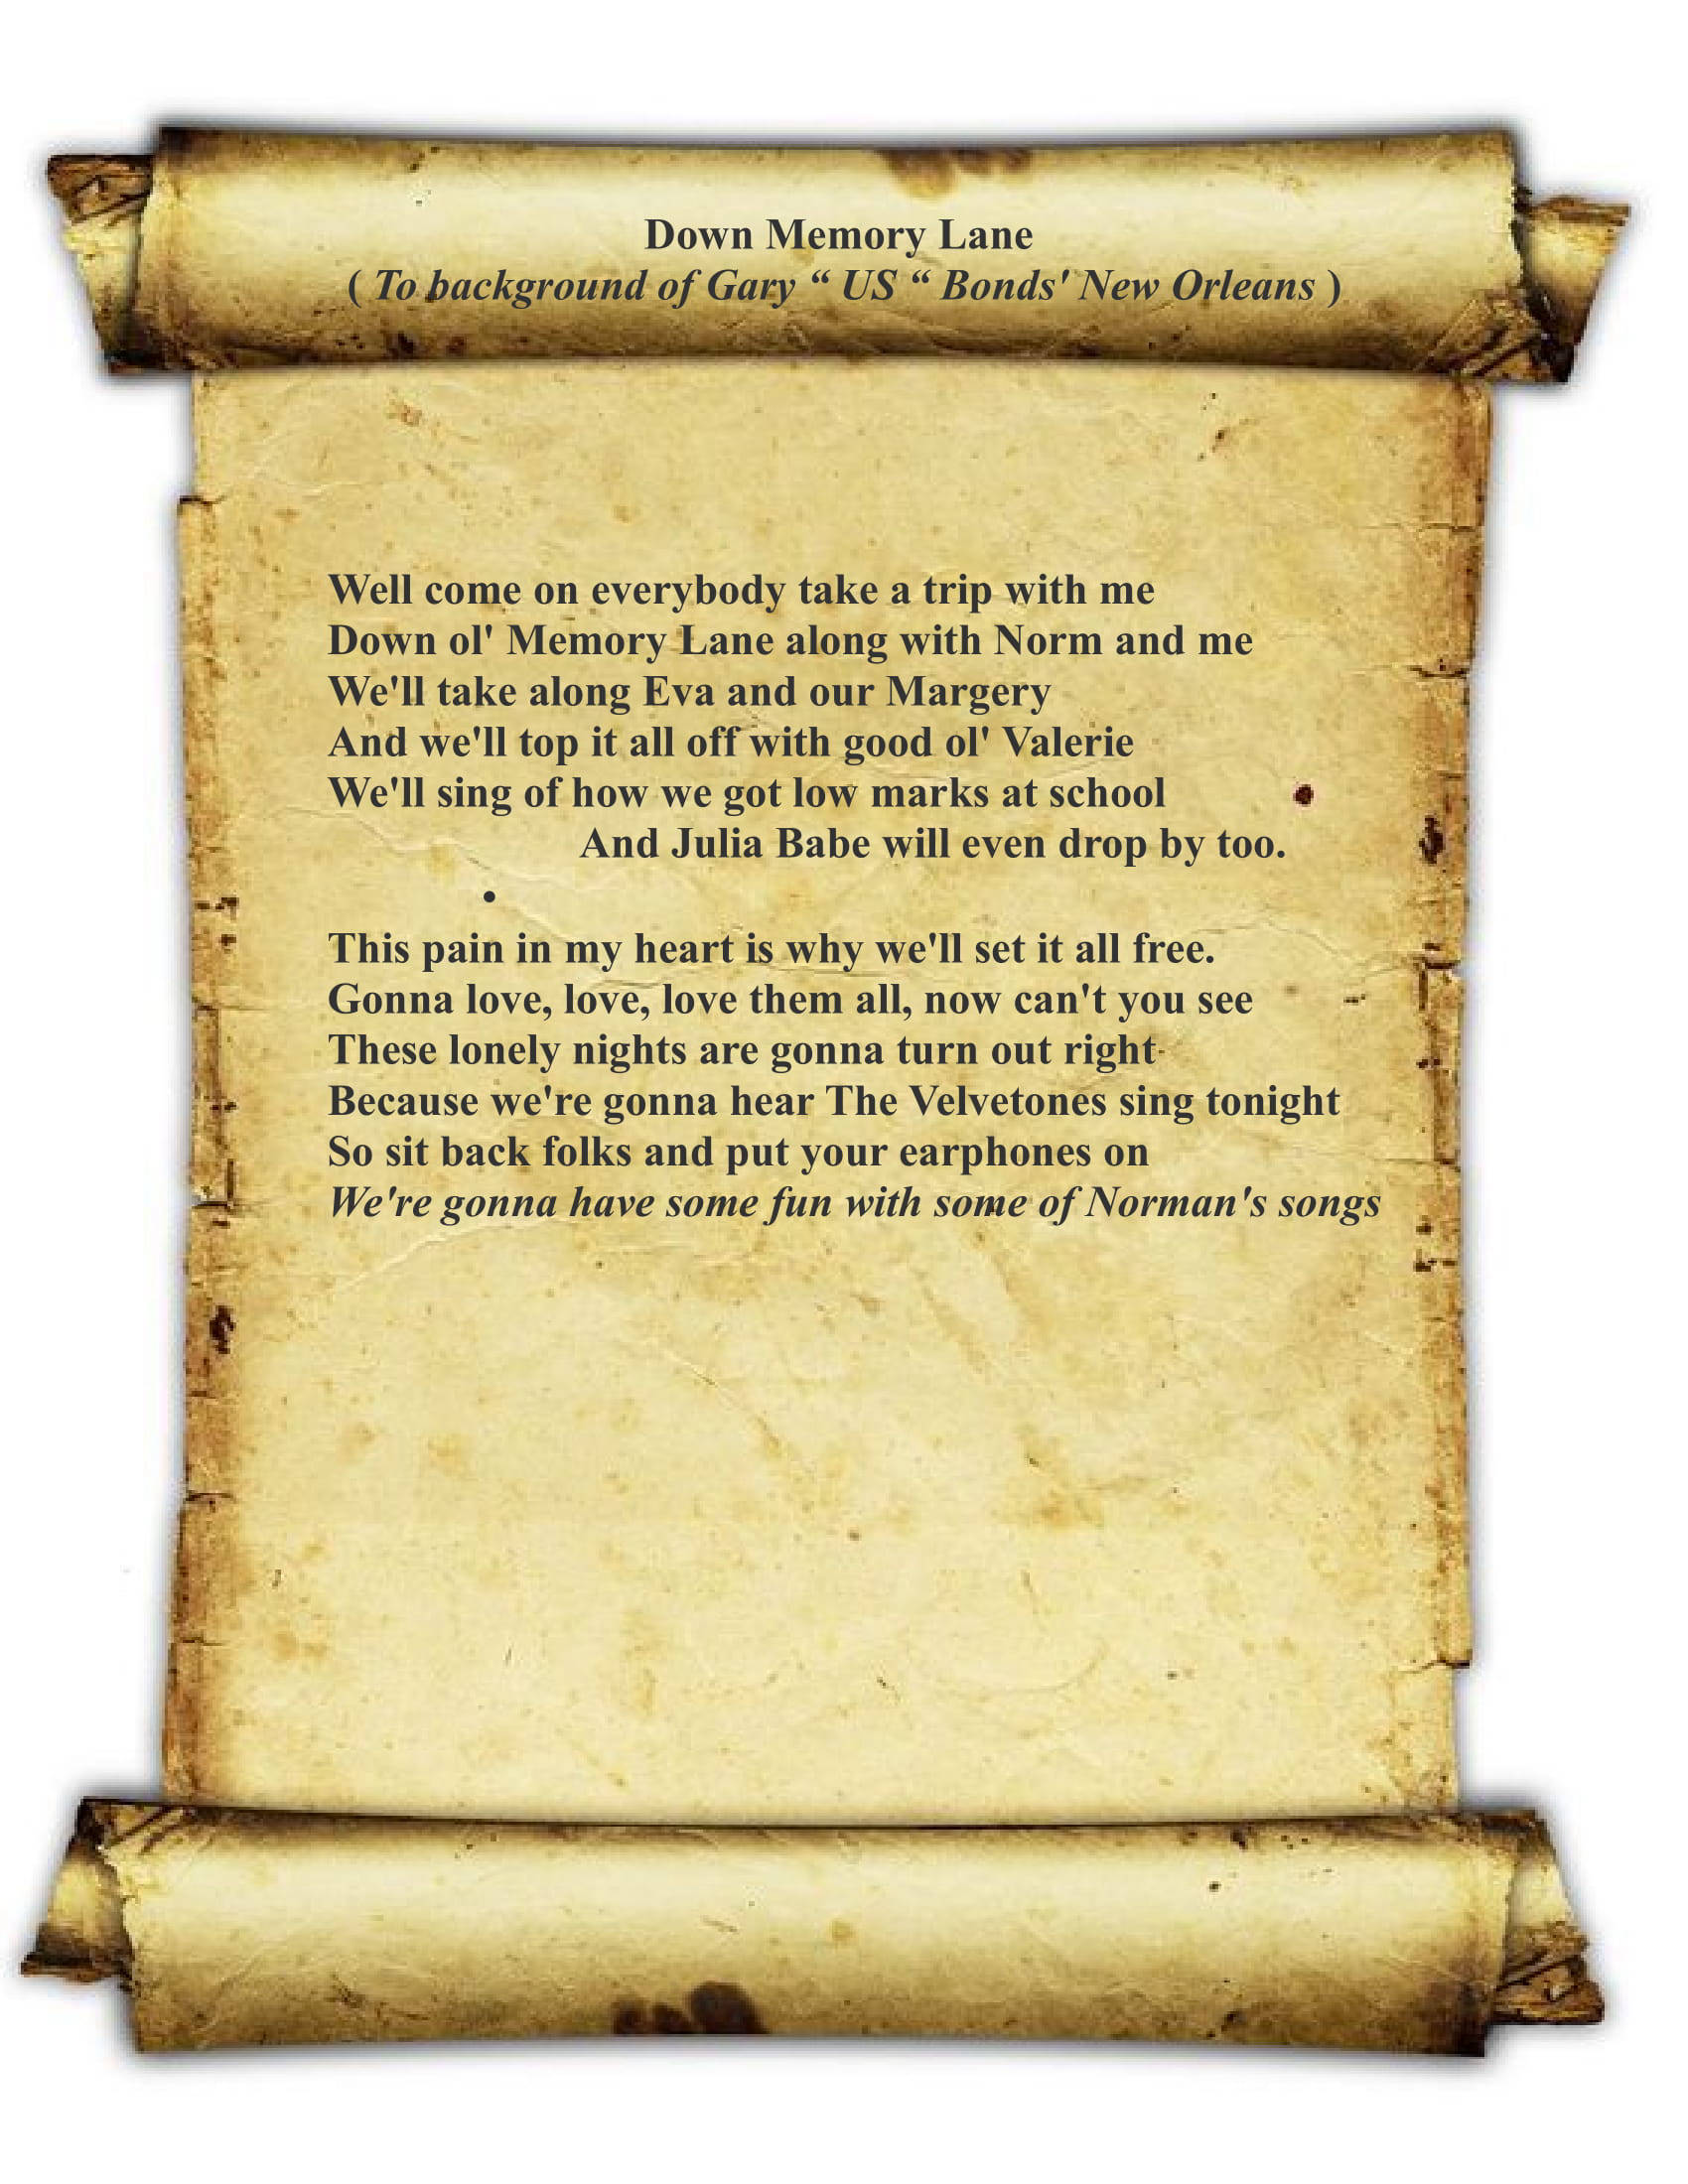 Down Memory Lane
( To background of Gary “ US “ Bonds' New Orleans )
Well come on everybody take a trip with me
Down ol' Memory Lane along with Norm and me
We'll take along Eva and our Margery
And we'll top it all off with good ol' Valerie
We'll sing of how we got low marks at school
And Julia Babe will even drop by too.
•
This pain in my heart is why we'll set it all free.
Gonna love, love, love them all, now can't you see
These lonely nights are gonna turn out right
Because we're gonna hear The Velvetones sing tonight
So sit back folks and put your earphones on
We're gonna have some fun with some of Norman's songs